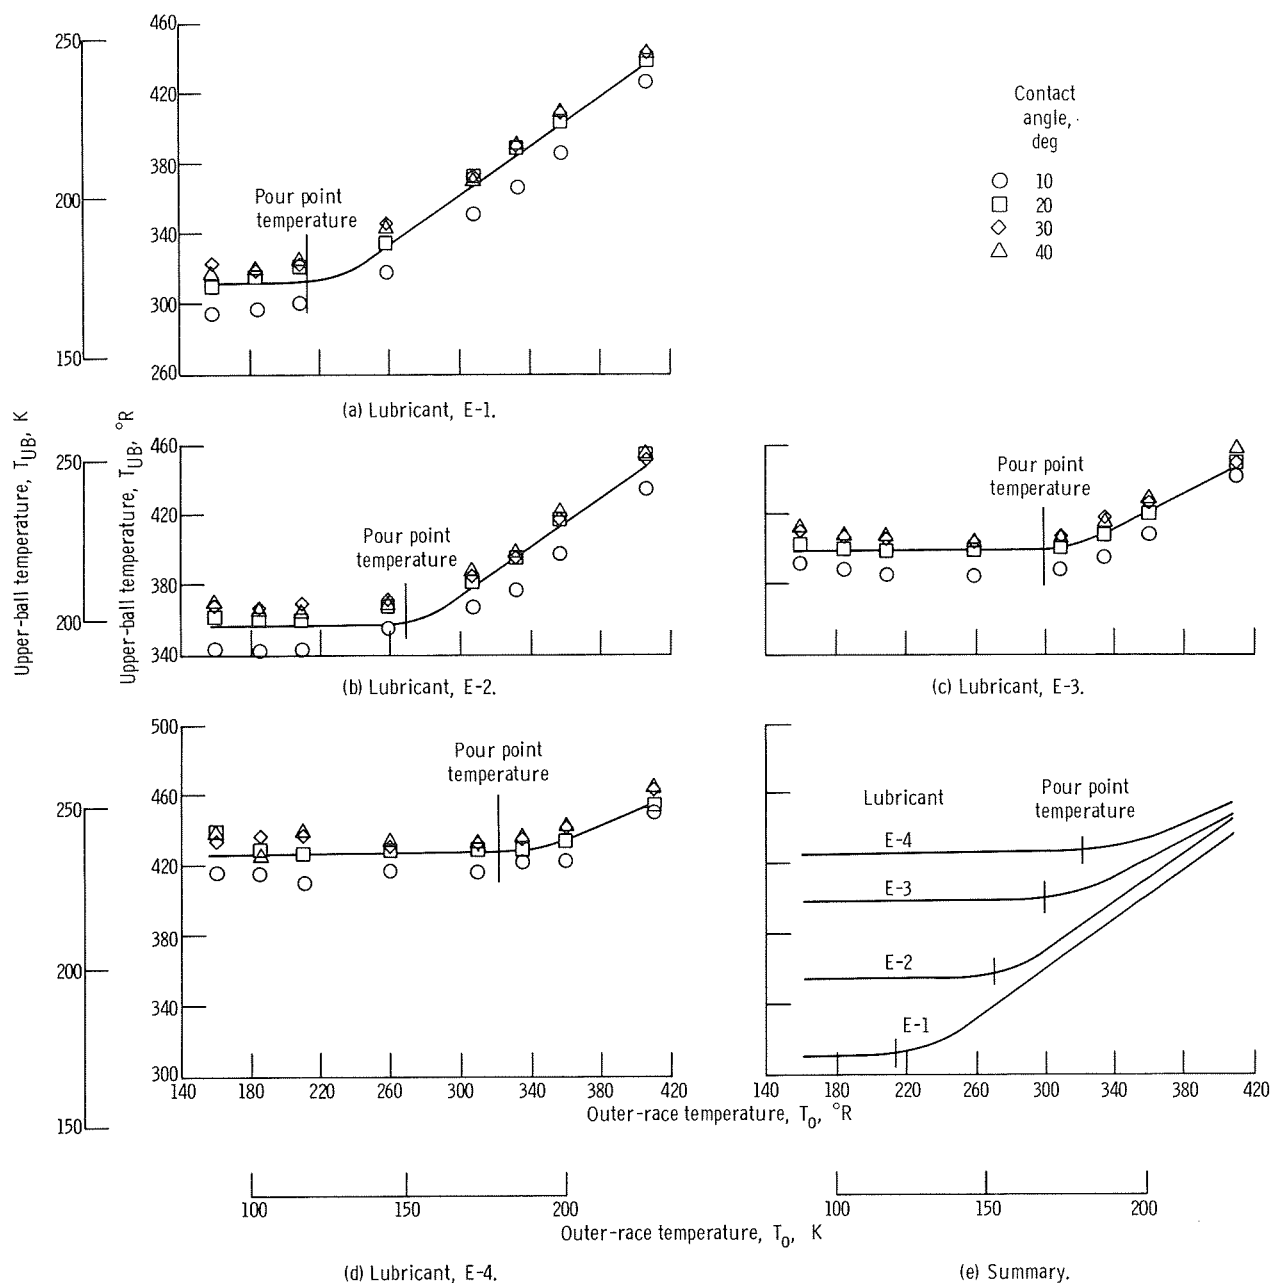 460
250
420
Contact
angle,
deg
380
10
Pour point
temperature
200
20
30
340
40
300
150
260
(a) Lubricant, E-1.
Upper-ball temperature, T_UB, K
Upper-ball temperature, T_UB, °R
460
250
Pour point
temperature
420
Pour point
temperature
380
200
340
(b) Lubricant, E-2.
(c) Lubricant, E-3.
500
Pour point
temperature
460
250
Lubricant
Pour point
temperature
E-4
420
E-3
380
200
E-2
340
E-1
300
140 180 220 260 300 340 380 420
140 180 220 260 300 340 380 420
Outer-race temperature, T_o, °R
150
100 150 200
100 150 200
Outer-race temperature, T_o, K
(d) Lubricant, E-4.
(e) Summary.